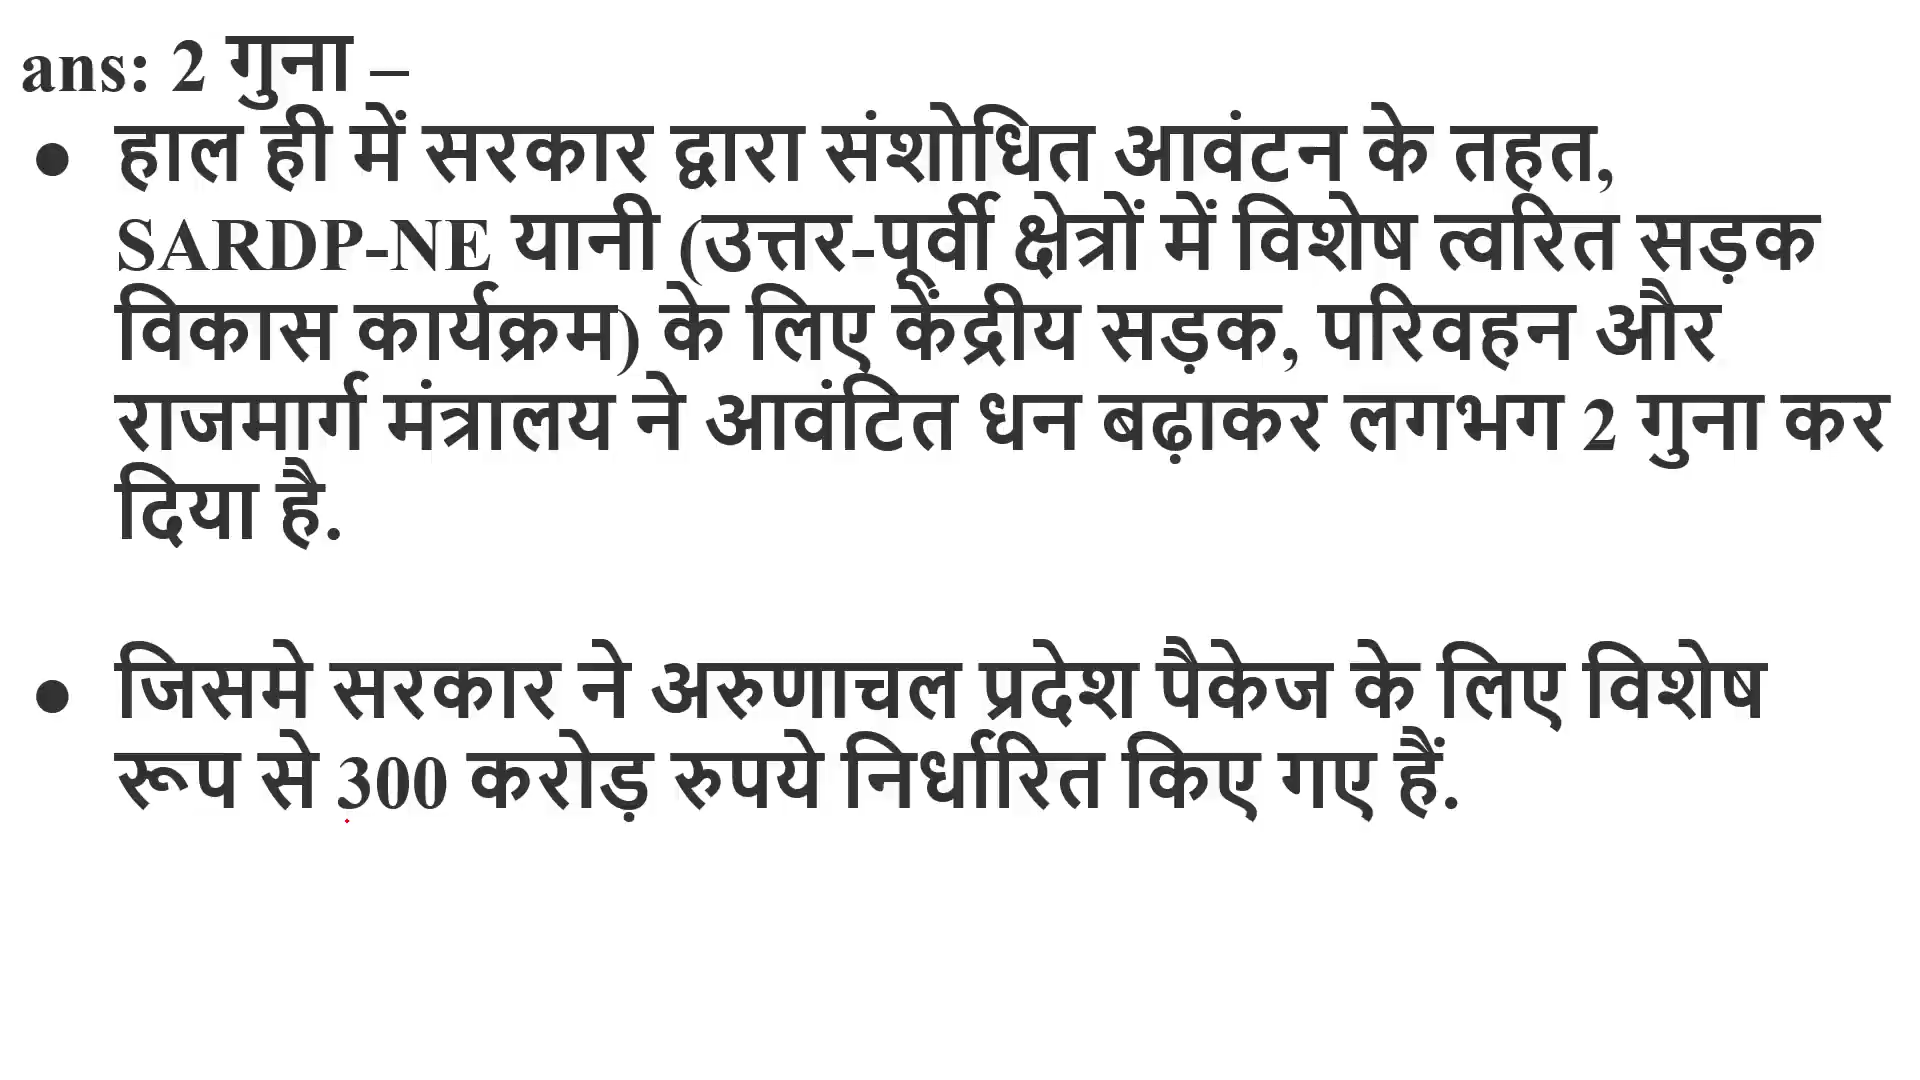 ans: 2 गुना –
● हाल ही में सरकार द्वारा संशोधित आवंटन के तहत,
SARDP-NE यानी (उत्तर-पूर्वी क्षेत्रों में विशेष त्वरित सड़क
विकास कार्यक्रम) के लिए केंद्रीय सड़क, परिवहन और
राजमार्ग मंत्रालय ने आवंटित धन बढ़ाकर लगभग 2 गुना कर
दिया है.
● जिसमे सरकार ने अरुणाचल प्रदेश पैकेज के लिए विशेष
रूप से 300 करोड़ रुपये निर्धारित किए गए हैं.